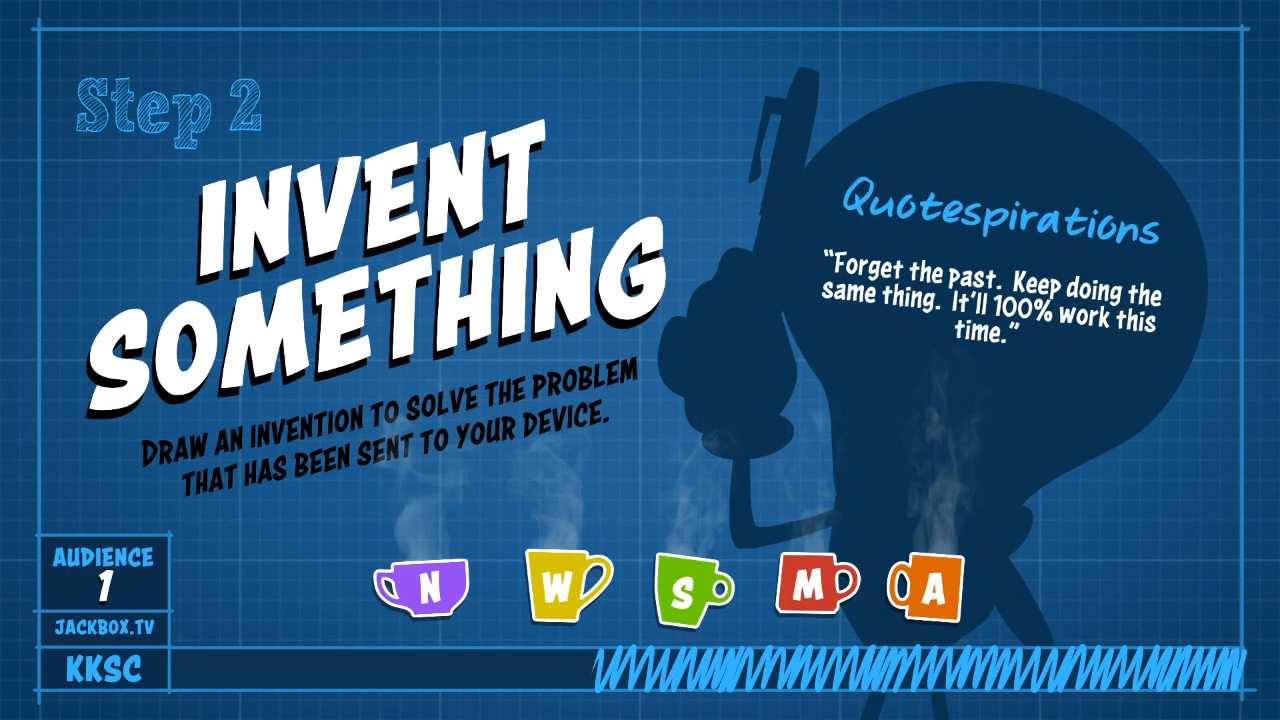 Step 2
INVENT
SOMETHING
DRAW AN INVENTION TO SOLVE THE PROBLEM
THAT HAS BEEN SENT TO YOUR DEVICE.
Quotespirations
"Forget the past. Keep doing the
same thing. It'll 100% work this
time."
N W S M A
AUDIENCE
1
JACKBOX.TV
KKSC